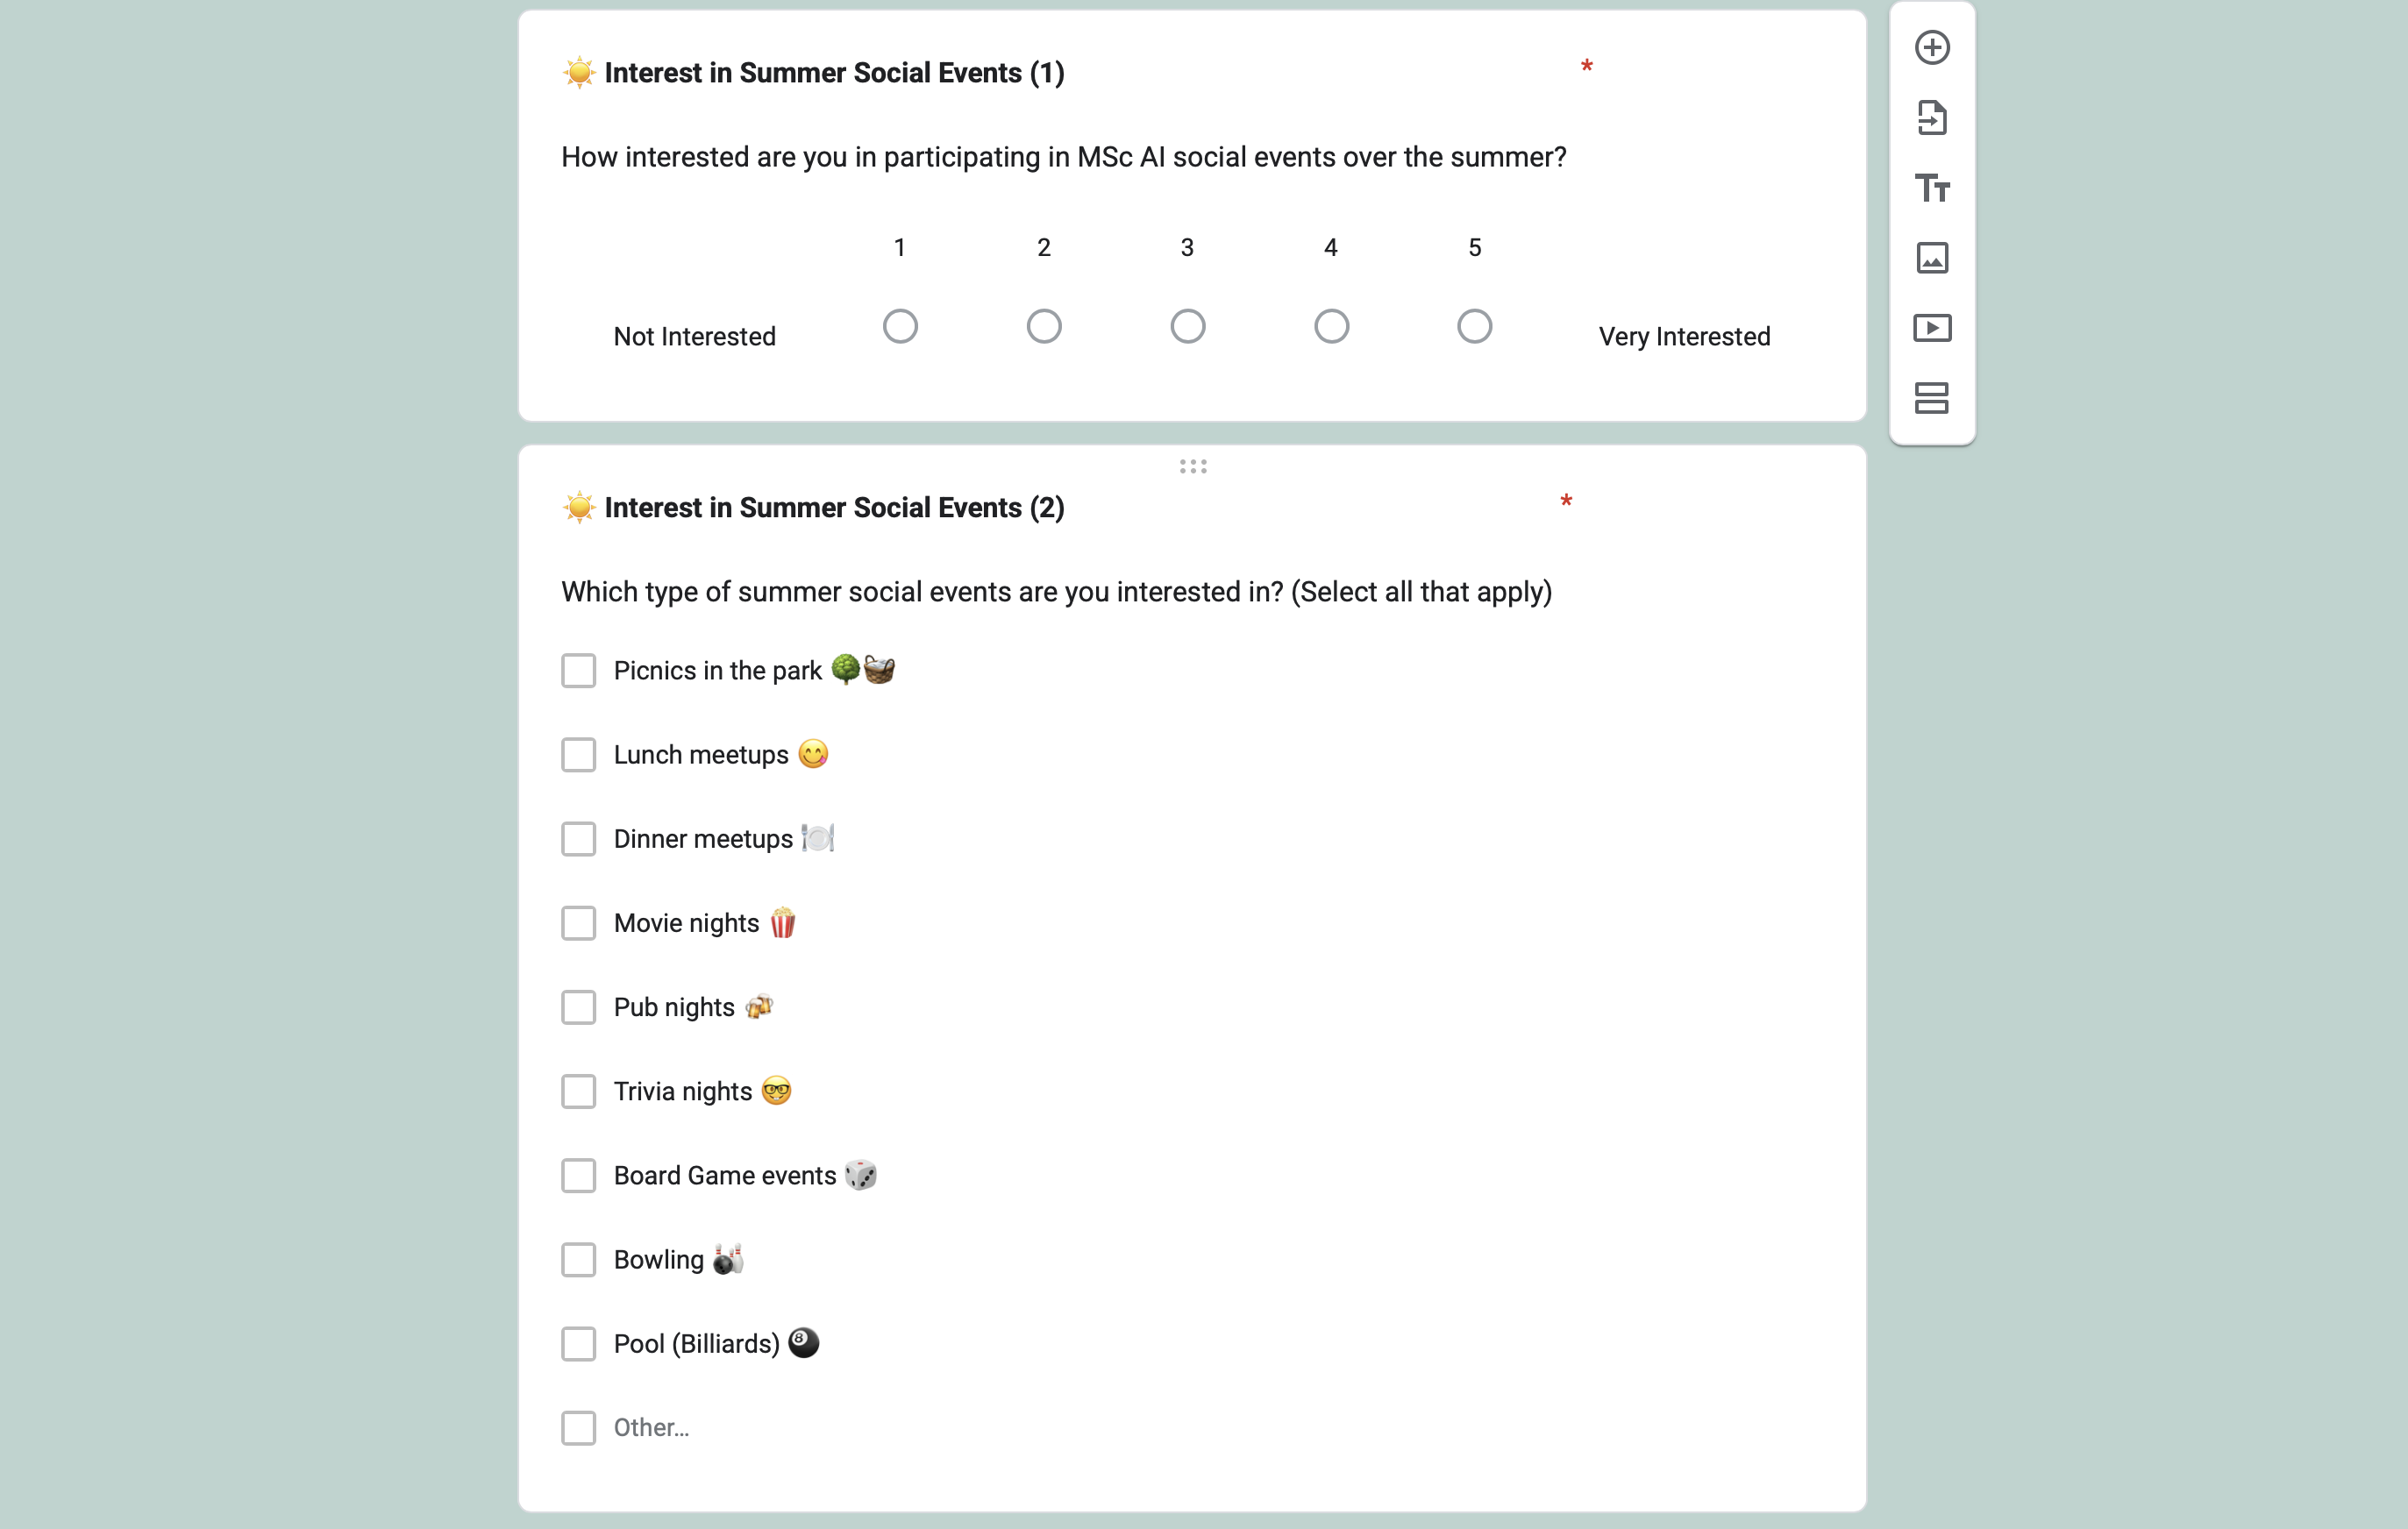 ☀️ Interest in Summer Social Events (1) *
How interested are you in participating in MSc AI social events over the summer?
1 2 3 4 5
Not Interested Very Interested
☀️ Interest in Summer Social Events (2) *
Which type of summer social events are you interested in? (Select all that apply)
Picnics in the park 🌳🧺
Lunch meetups 😋
Dinner meetups 🍽️
Movie nights 🍿
Pub nights 🍻
Trivia nights 🤓
Board Game events 🎲
Bowling 🎳
Pool (Billiards) 🎱
Other...